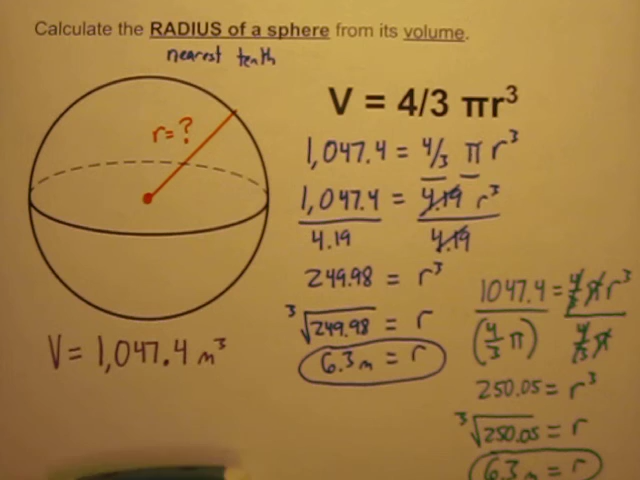 Calculate the RADIUS of a sphere from its volume.
nearest tenth
r=?
V = 1,047.4 m³
V = 4/3 πr³
1,047.4 = 4/3 π r³
1,047.4 = 4.19 r³
4.19 4.19
249.98 = r³
³√249.98 = r
6.3m = r
1047.4 = 4/3 π r³
(4/3 π) 4/3 π
250.05 = r³
³√250.05 = r
6.3m = r